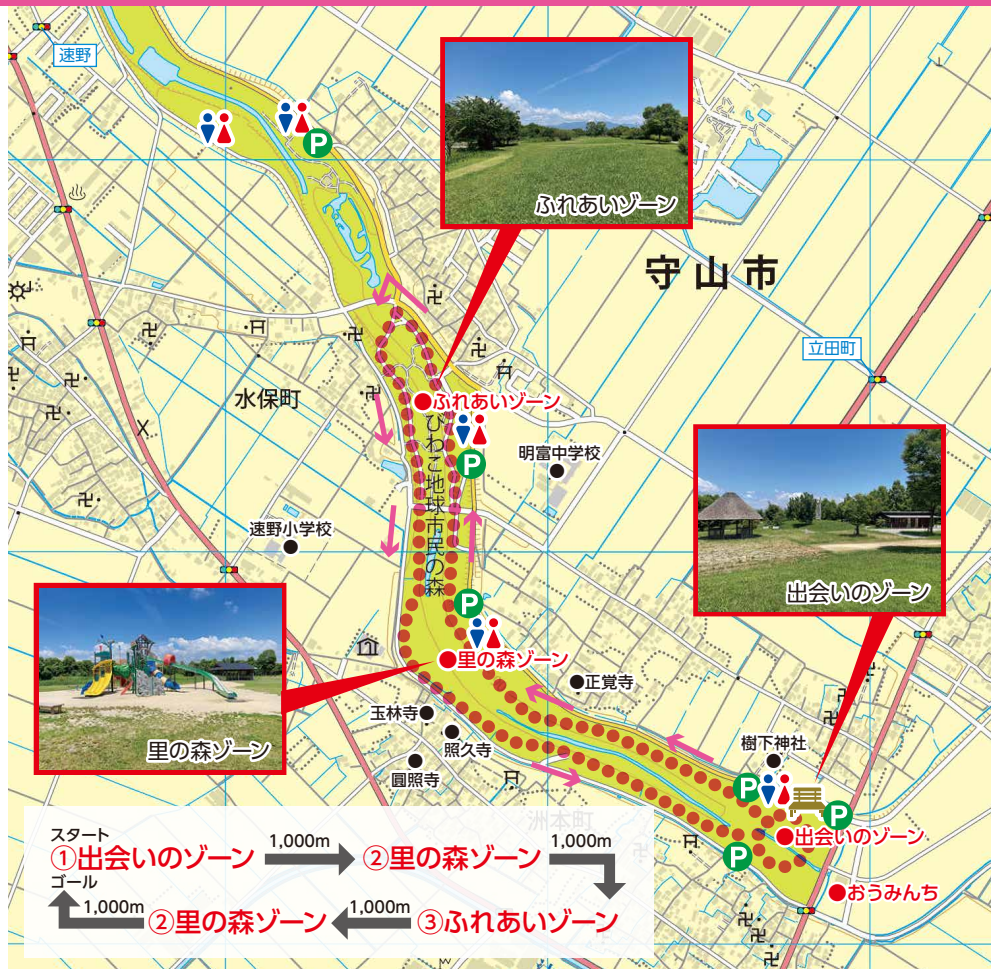 速野
ふれあいゾーン
守山市
立田町
水保町
ふれあいゾーン
びわこ地球市民の森
P
P
明富中学校
速野小学校
出会いのゾーン
P
里の森ゾーン
正覚寺
玉林寺
照久寺
圓照寺
里の森ゾーン
樹下神社
P
P
出会いのゾーン
P
おうみんち
洲本町
スタート
①出会いのゾーン 1,000m ②里の森ゾーン 1,000m
ゴール
1,000m ②里の森ゾーン 1,000m ③ふれあいゾーン